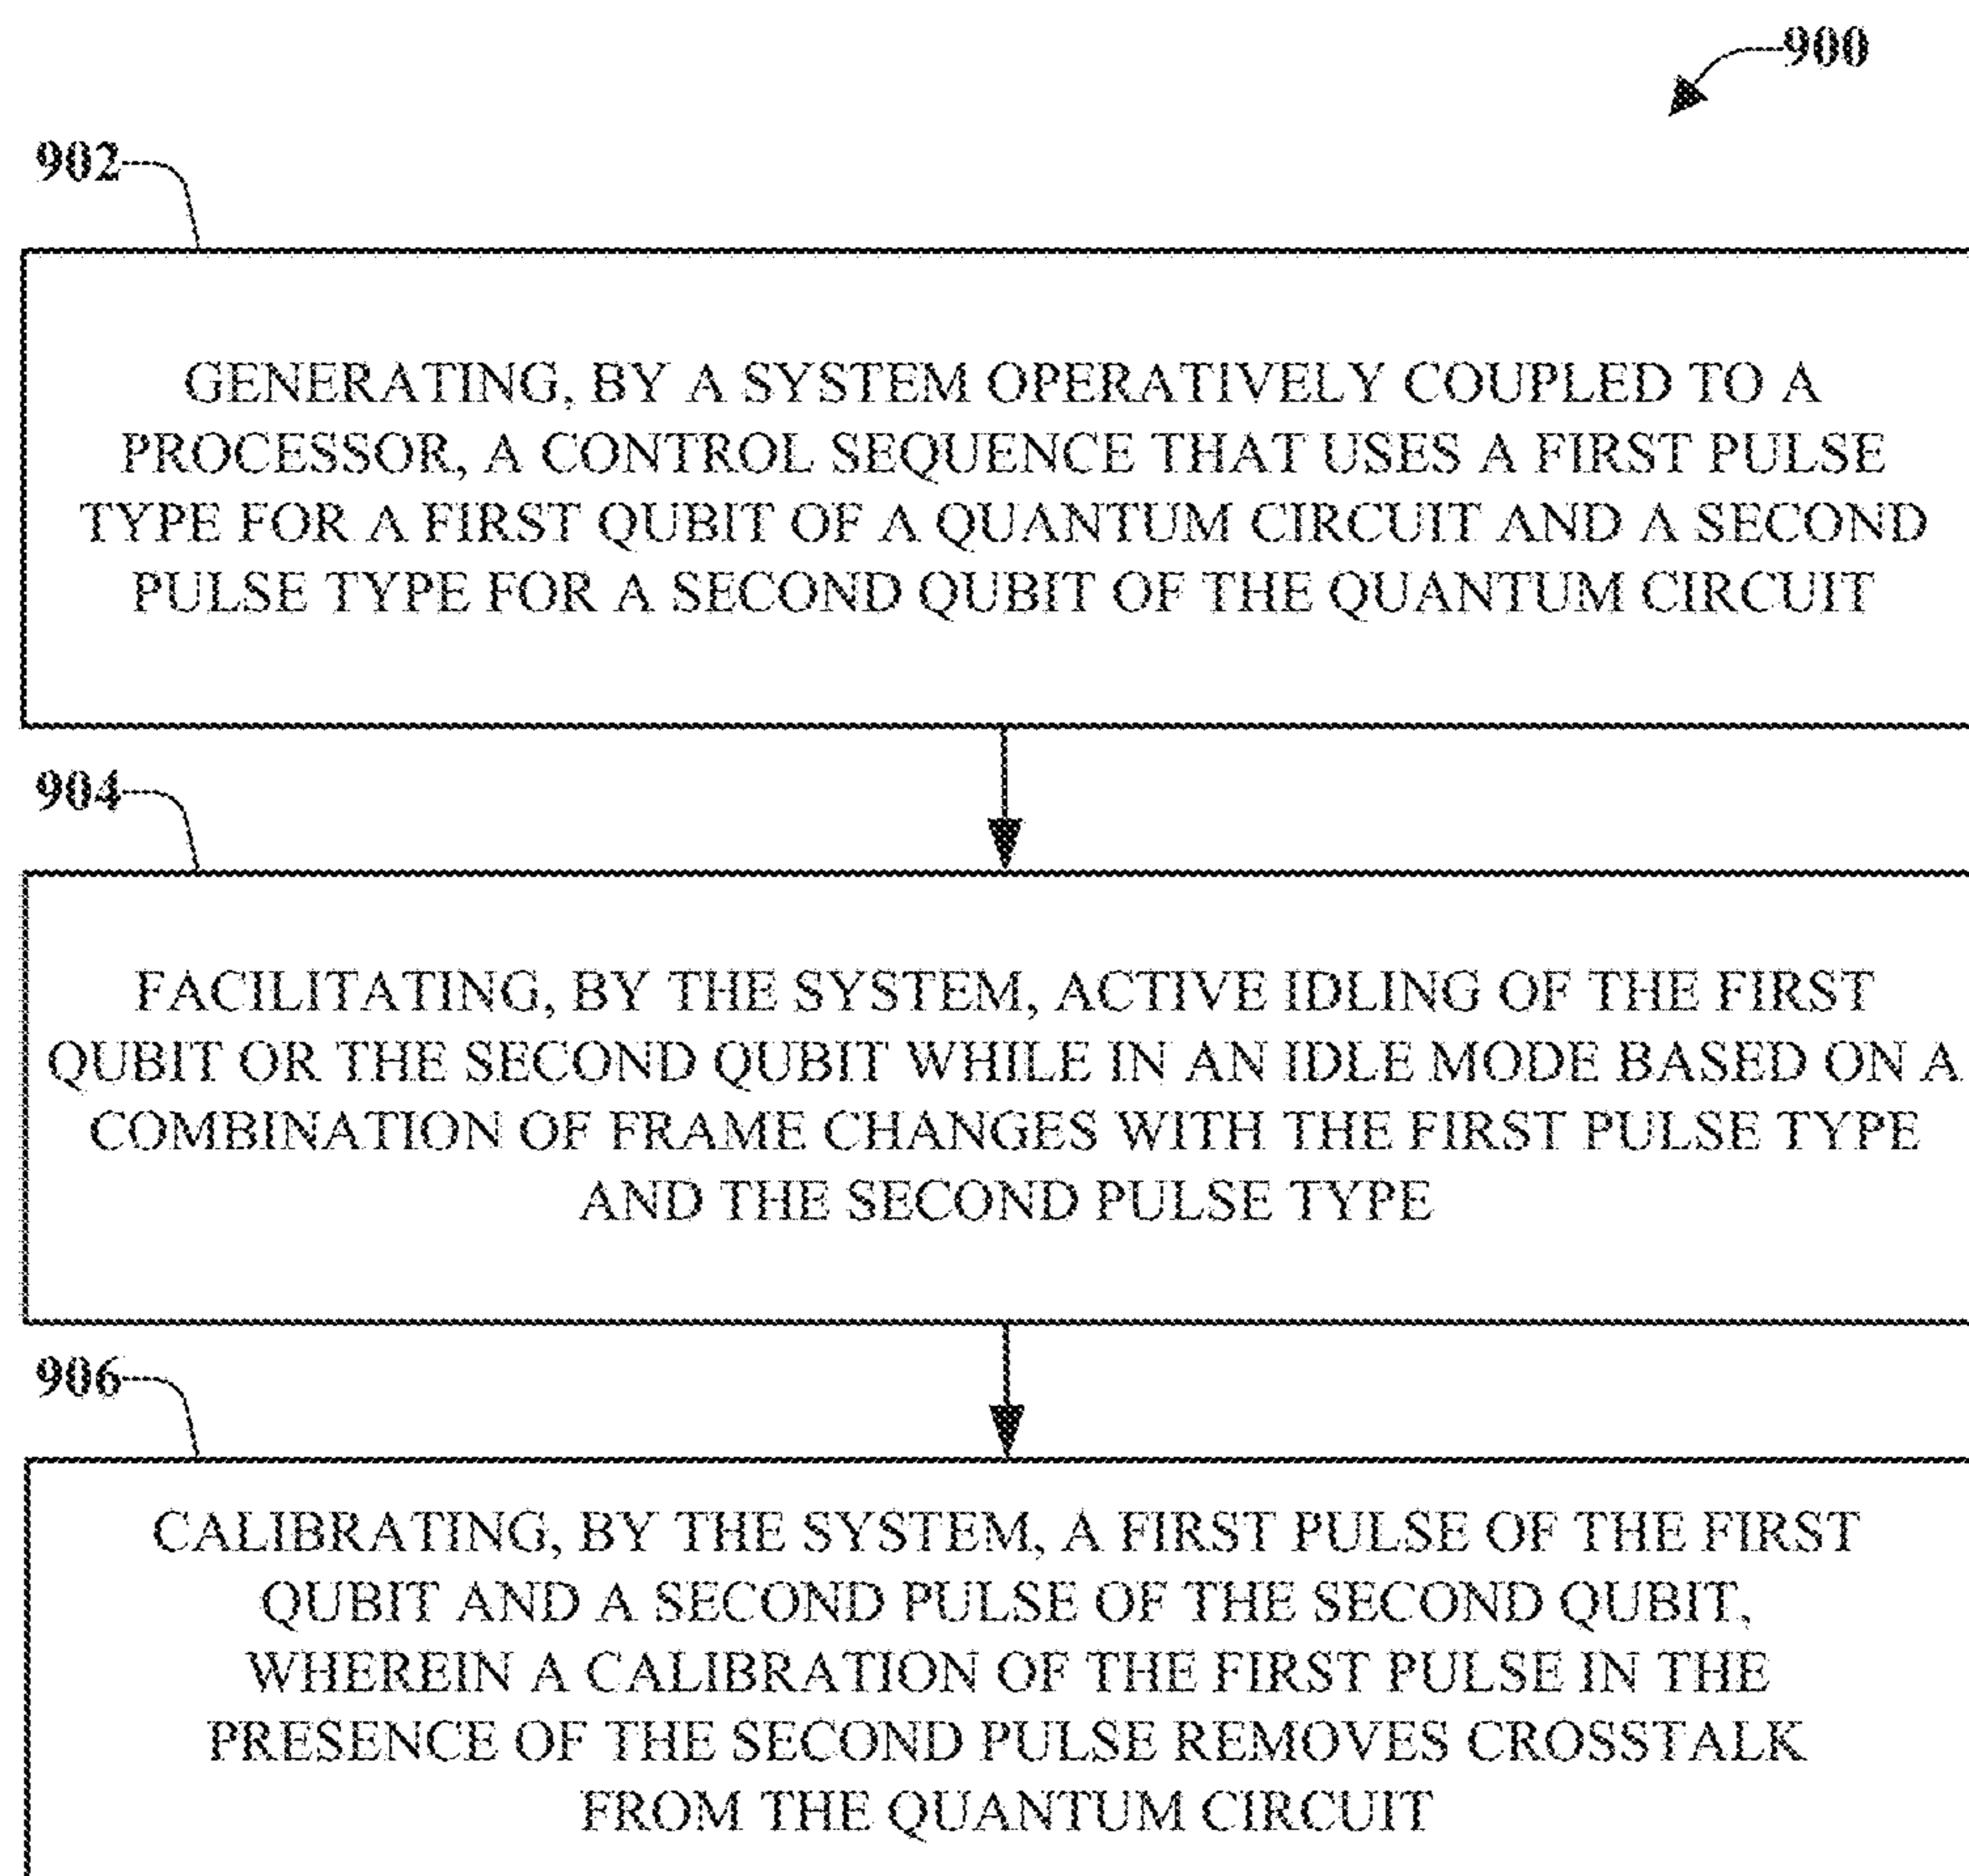 900
902
GENERATING, BY A SYSTEM OPERATIVELY COUPLED TO A
PROCESSOR, A CONTROL SEQUENCE THAT USES A FIRST PULSE
TYPE FOR A FIRST QUBIT OF A QUANTUM CIRCUIT AND A SECOND
PULSE TYPE FOR A SECOND QUBIT OF THE QUANTUM CIRCUIT
904
FACILITATING, BY THE SYSTEM, ACTIVE IDLING OF THE FIRST
QUBIT OR THE SECOND QUBIT WHILE IN AN IDLE MODE BASED ON A
COMBINATION OF FRAME CHANGES WITH THE FIRST PULSE TYPE
AND THE SECOND PULSE TYPE
906
CALIBRATING, BY THE SYSTEM, A FIRST PULSE OF THE FIRST
QUBIT AND A SECOND PULSE OF THE SECOND QUBIT,
WHEREIN A CALIBRATION OF THE FIRST PULSE IN THE
PRESENCE OF THE SECOND PULSE REMOVES CROSSTALK
FROM THE QUANTUM CIRCUIT